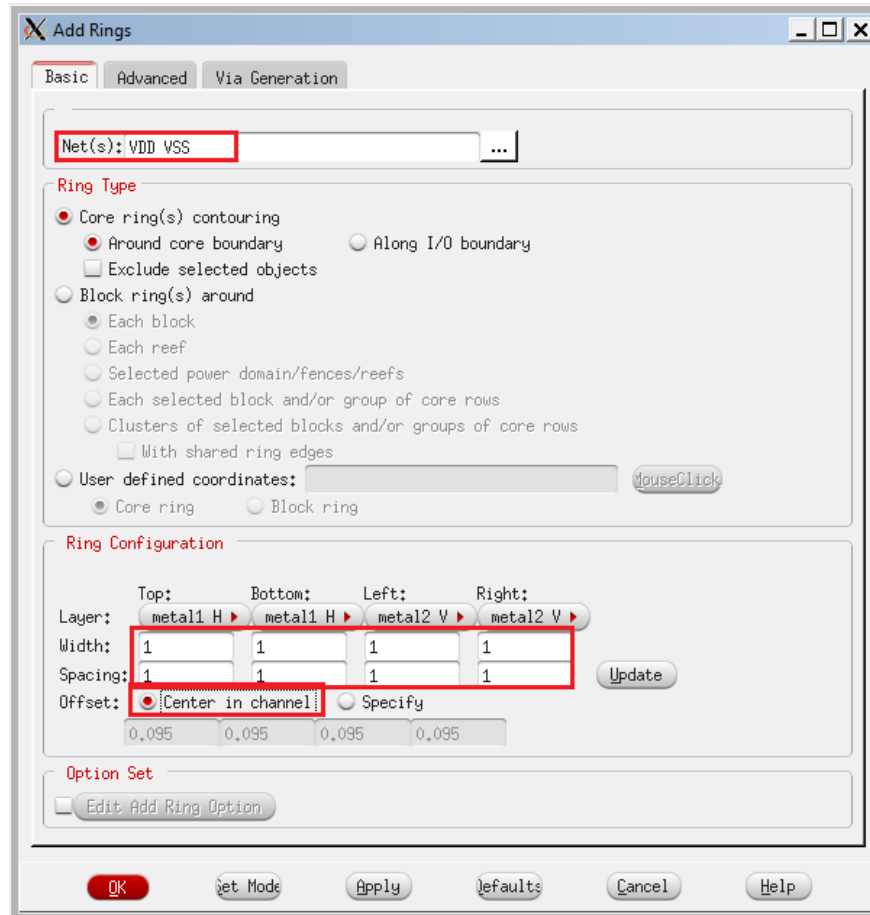 Add Rings
Basic Advanced Via Generation
Net(s): VDD VSS ...
Ring Type
Core ring(s) contouring
Around core boundary Along I/O boundary
Exclude selected objects
Block ring(s) around
Each block
Each reef
Selected power domain/fences/reefs
Each selected block and/or group of core rows
Clusters of selected blocks and/or groups of core rows
With shared ring edges
User defined coordinates: MouseClick
Core ring Block ring
Ring Configuration
Top: Bottom: Left: Right:
Layer: metal1 H metal1 H metal2 V metal2 V
Width: 1 1 1 1
Spacing: 1 1 1 1 Update
Offset: Center in channel Specify
0.095 0.095 0.095 0.095
Option Set
Edit Add Ring Option
OK Set Mode Apply Defaults Cancel Help